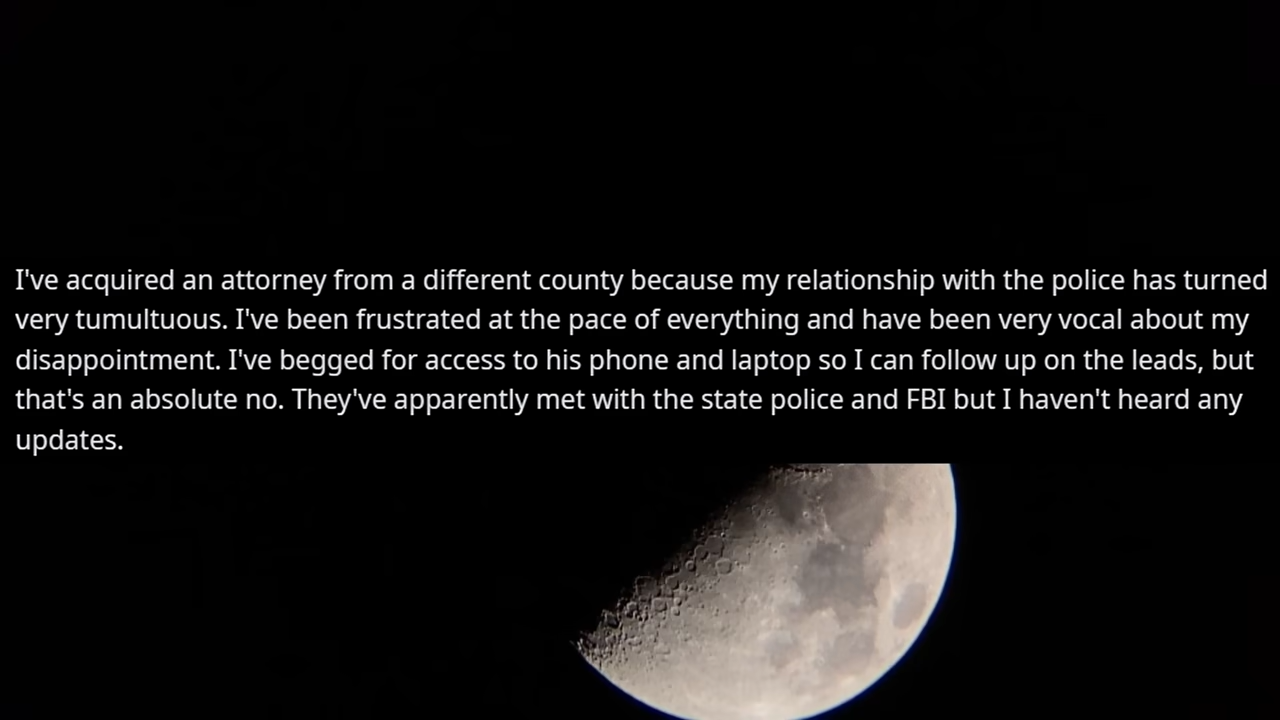 I've acquired an attorney from a different county because my relationship with the police has turned
very tumultuous. I've been frustrated at the pace of everything and have been very vocal about my
disappointment. I've begged for access to his phone and laptop so I can follow up on the leads, but
that's an absolute no. They've apparently met with the state police and FBI but I haven't heard any
updates.